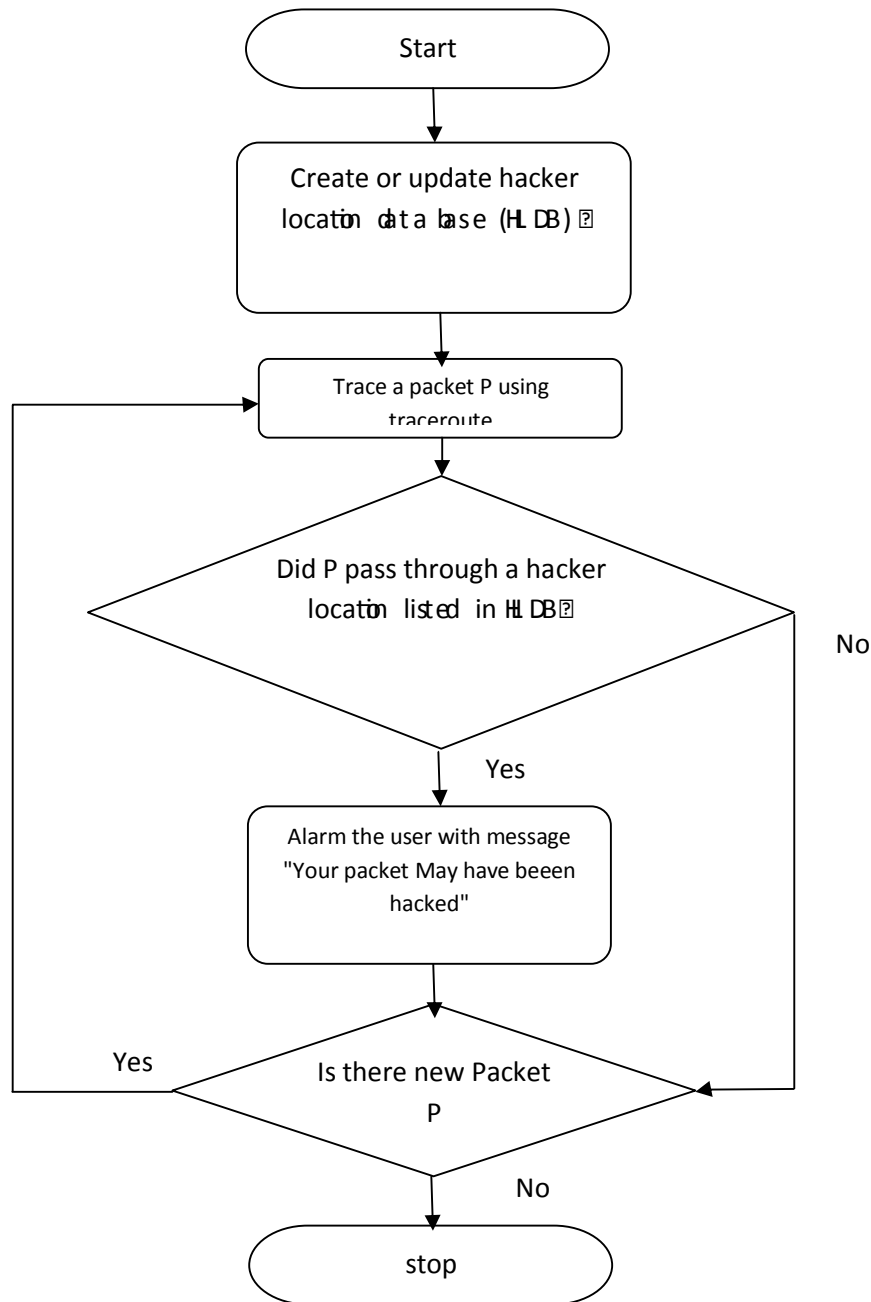 Start
Create or update hacker
location data base (HLDB) ⍰
Trace a packet P using
traceroute
Did P pass through a hacker
location listed in HLDB⍰
No
Yes
Alarm the user with message
"Your packet May have beeen
hacked"
Yes
Is there new Packet
P
No
stop